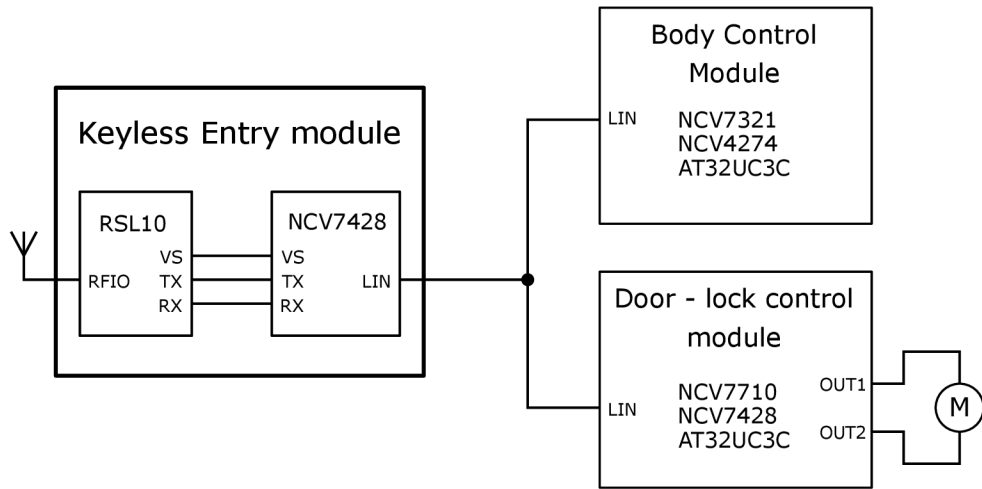 Keyless Entry module
RSL10
VS
RFIO
TX
RX
NCV7428
VS
TX
LIN
RX
Body Control
Module
LIN
NCV7321
NCV4274
AT32UC3C
Door - lock control
module
NCV7710
OUT1
LIN
NCV7428
AT32UC3C
OUT2
M